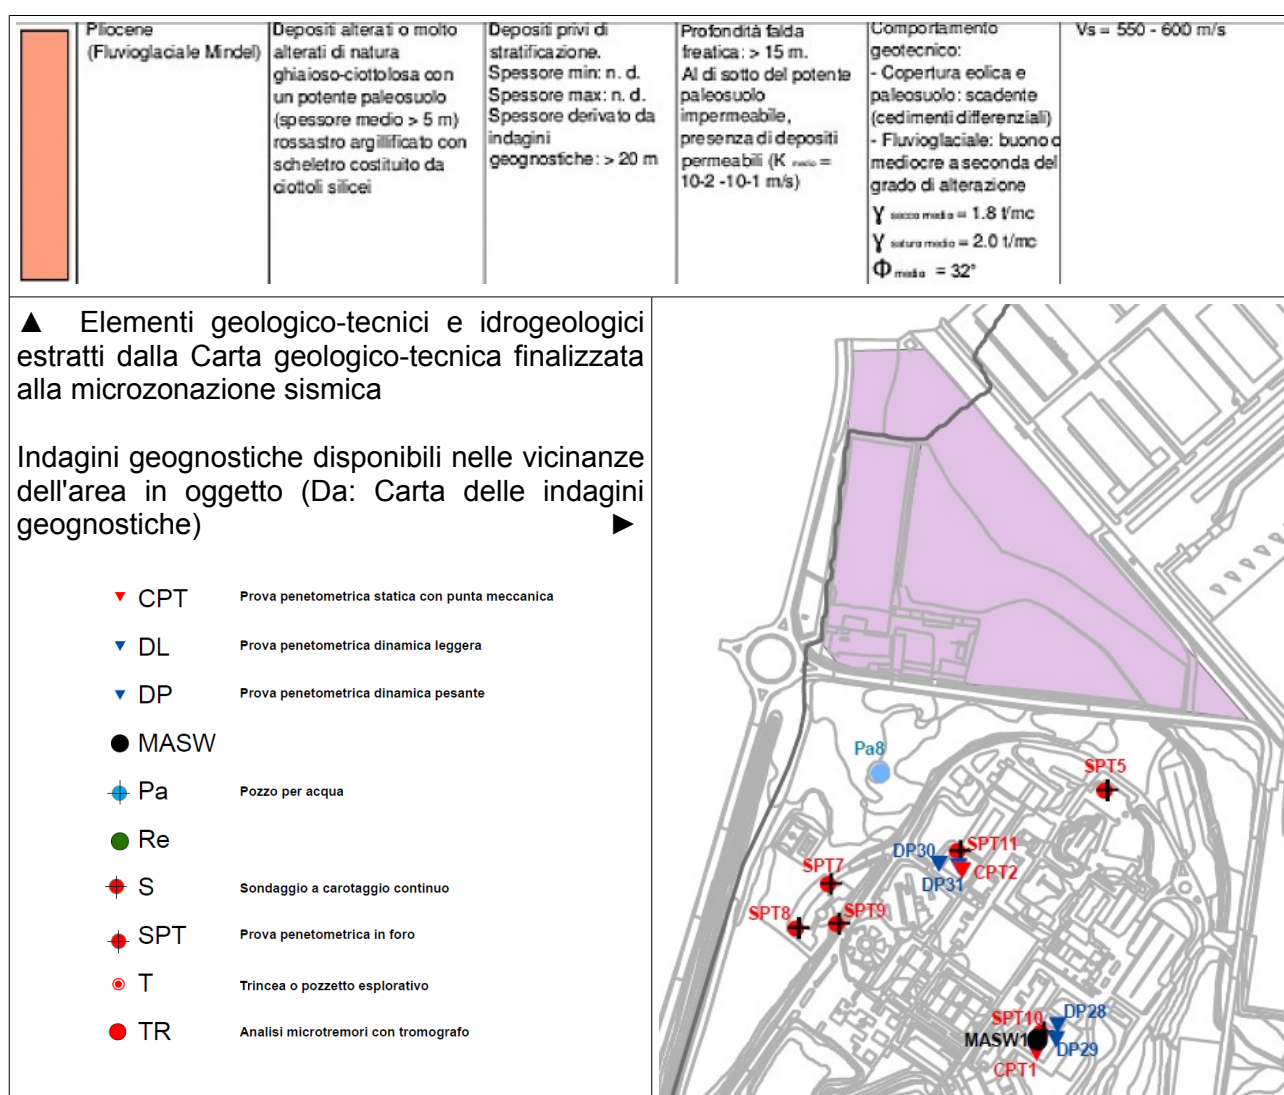 Pliocene
(Fluvioglaciale Mindel)
Depositi alterati o molto
alterati di natura
ghiaioso-ciottolosa con
un potente paleosuolo
(spessore medio > 5 m)
rossastro argillificato con
scheletro costituito da
ciottoli silicei
Depositi privi di
stratificazione.
Spessore min: n. d.
Spessore max: n. d.
Spessore derivato da
indagini
geognostiche: > 20 m
Profondità falda
freatica: > 15 m.
Al di sotto del potente
paleosuolo
impermeabile,
presenza di depositi
permeabili (K medio =
10-2 -10-1 m/s)
Comportamento
geotecnico:
- Copertura eolica e
paleosuolo: scadente
(cedimenti differenziali)
- Fluvioglaciale: buono o
mediocre a seconda del
grado di alterazione
γ secco medio = 1.8 t/mc
γ saturo medio = 2.0 t/mc
Φ medio = 32°
Vs = 550 - 600 m/s
▲ Elementi geologico-tecnici e idrogeologici
estratti dalla Carta geologico-tecnica finalizzata
alla microzonazione sismica
Indagini geognostiche disponibili nelle vicinanze
dell'area in oggetto (Da: Carta delle indagini
geognostiche) ►
CPT Prova penetometrica statica con punta meccanica
DL Prova penetometrica dinamica leggera
DP Prova penetometrica dinamica pesante
MASW
Pa Pozzo per acqua
Re
S Sondaggio a carotaggio continuo
SPT Prova penetometrica in foro
T Trincea o pozzetto esplorativo
TR Analisi microtremori con tromografo
Pa8
SPT5
SPT11
DP30
CPT2
DP31
SPT7
SPT8
SPT9
SPT10
DP28
MASW1
DP29
CPT1